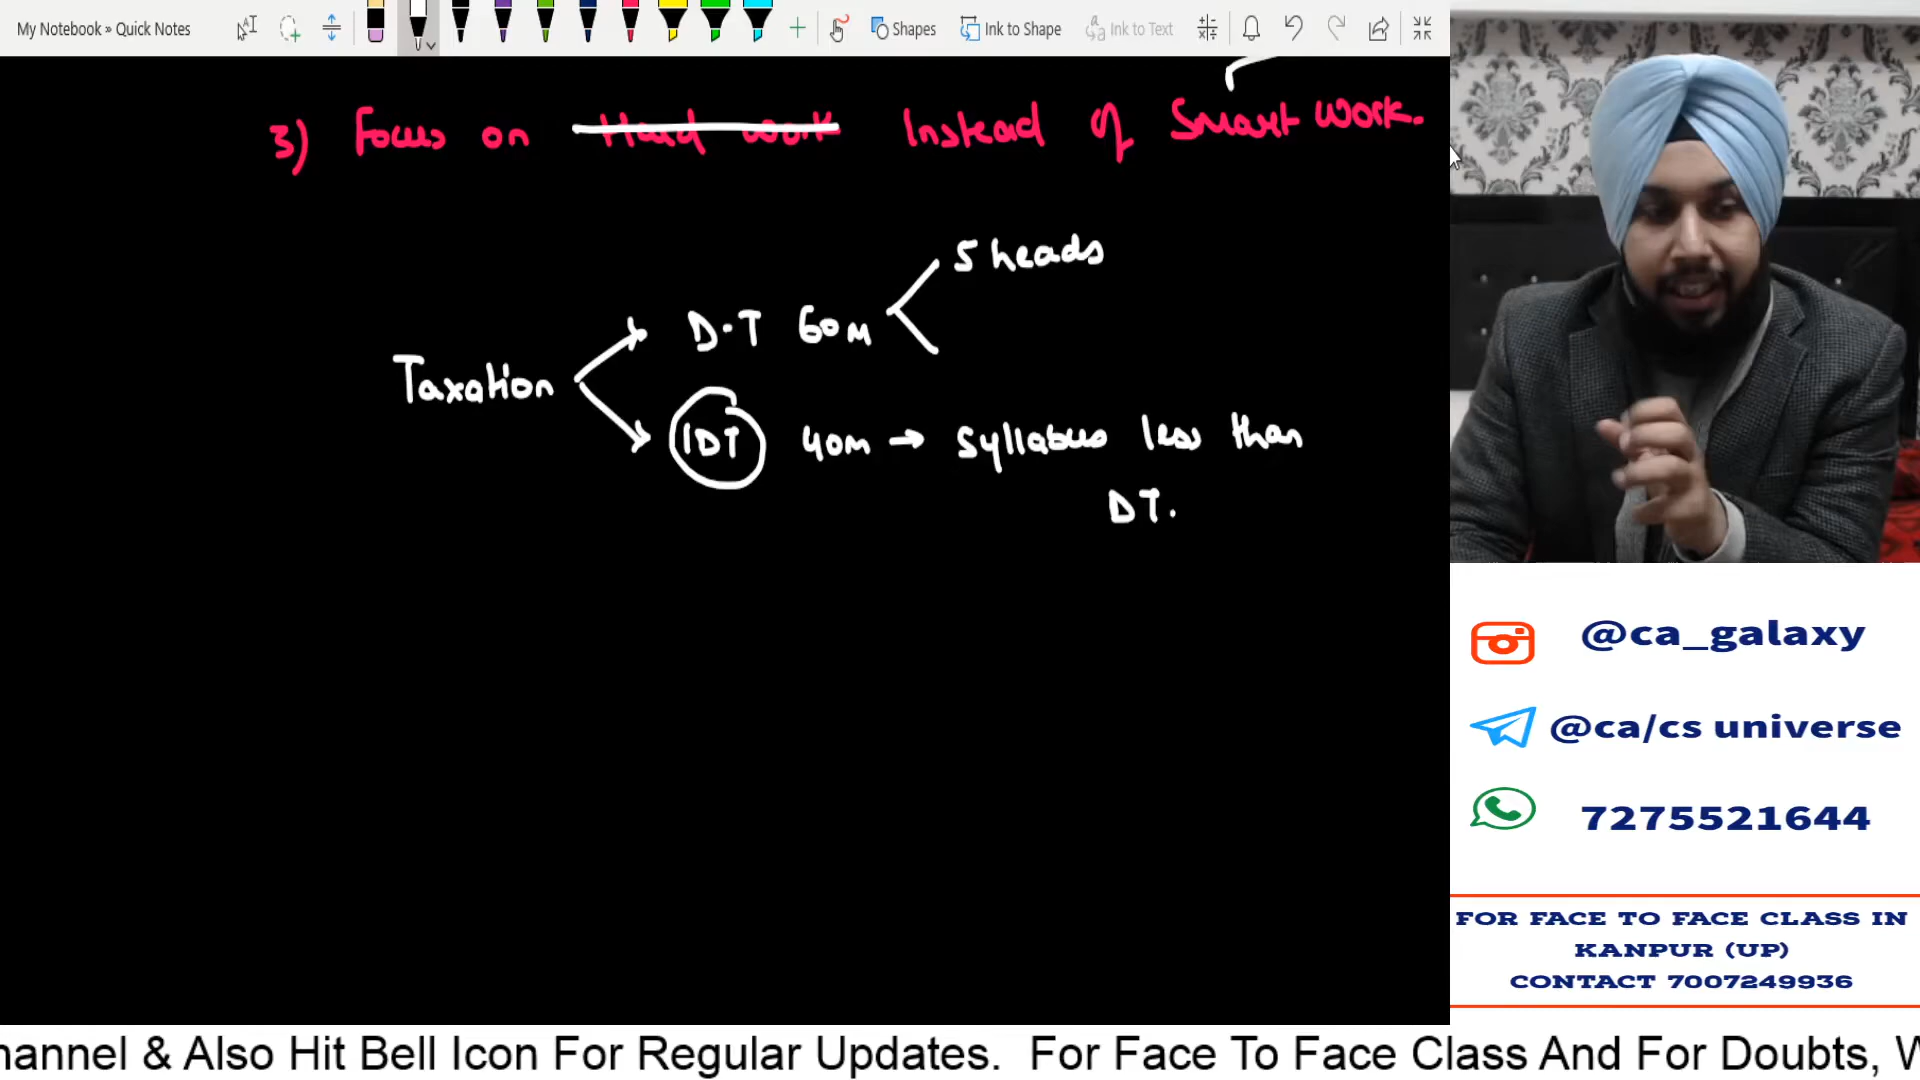 My Notebook » Quick Notes
Shapes
Ink to Shape
Ink to Text
3) Focus on Hard work Instead of Smart Work.
5 heads
D.T 60M
Taxation
IDT 40M → Syllabus less than
DT.
@ca_galaxy
@ca/cs universe
7275521644
FOR FACE TO FACE CLASS IN
KANPUR (UP)
CONTACT 7007249936
hannel & Also Hit Bell Icon For Regular Updates. For Face To Face Class And For Doubts, W